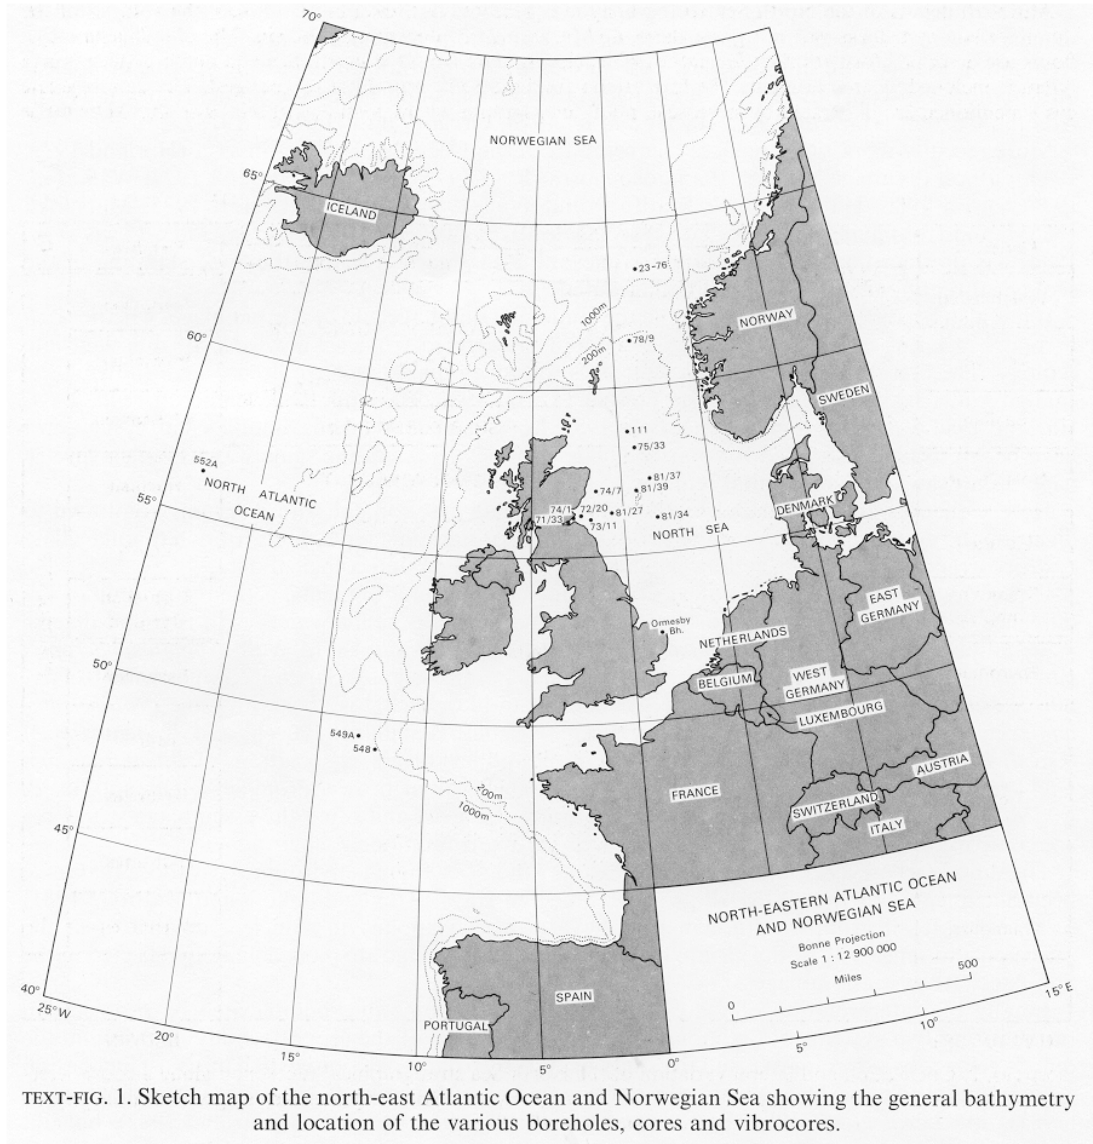 70°
NORWEGIAN SEA
65°
ICELAND
23-76
1000m
NORWAY
60°
78/9
200m
SWEDEN
111
75/33
552A
NORTH ATLANTIC
OCEAN
81/37
74/7
81/39
55°
DENMARK
74/1
72/20
81/27
81/34
71/33
73/11
NORTH SEA
EAST
GERMANY
Ormesby
Bh.
NETHERLANDS
50°
BELGIUM
WEST
GERMANY
LUXEMBOURG
549A
548
AUSTRIA
200m
1000m
FRANCE
SWITZERLAND
ITALY
45°
NORTH-EASTERN ATLANTIC OCEAN
AND NORWEGIAN SEA
Bonne Projection
Scale 1 : 12 900 000
Miles
0
500
40°
25°W
20°
15°
10°
5°
0°
5°
10°
15°E
SPAIN
PORTUGAL
TEXT-FIG. 1. Sketch map of the north-east Atlantic Ocean and Norwegian Sea showing the general bathymetry
and location of the various boreholes, cores and vibrocores.